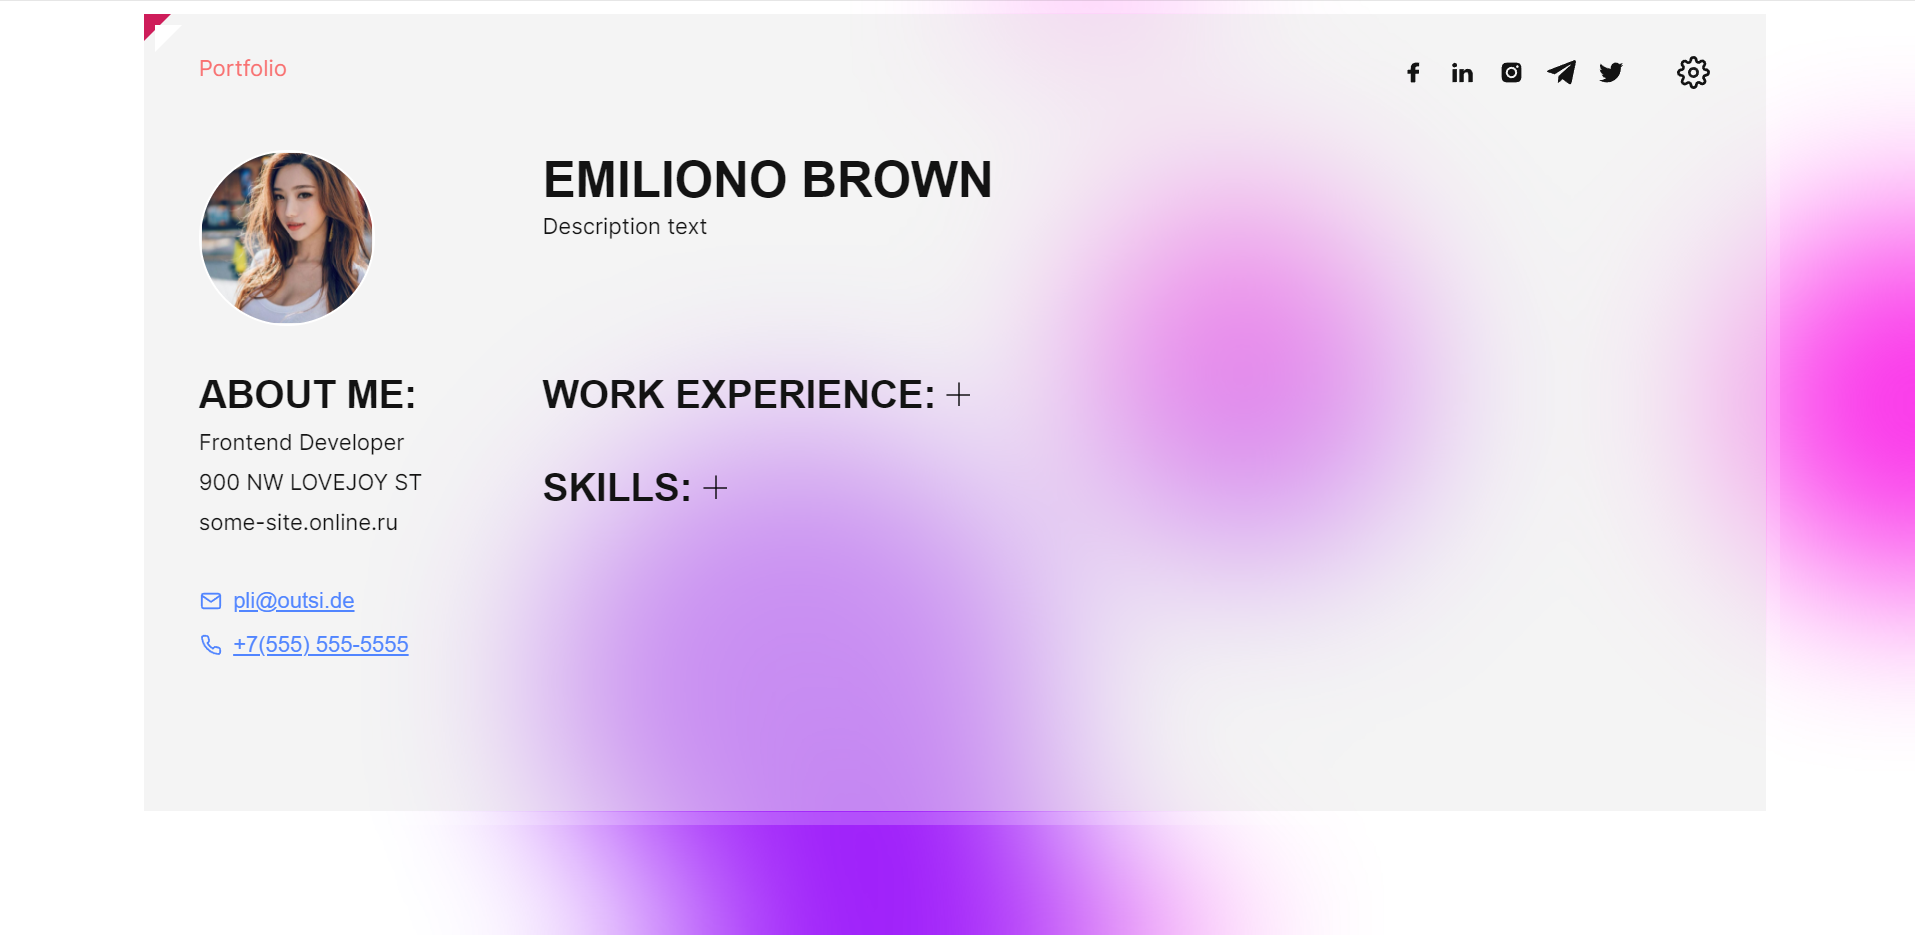 Portfolio
EMILIONO BROWN
Description text
ABOUT ME:
Frontend Developer
900 NW LOVEJOY ST
some-site.online.ru
pli@outsi.de
+7(555) 555-5555
WORK EXPERIENCE:
SKILLS: